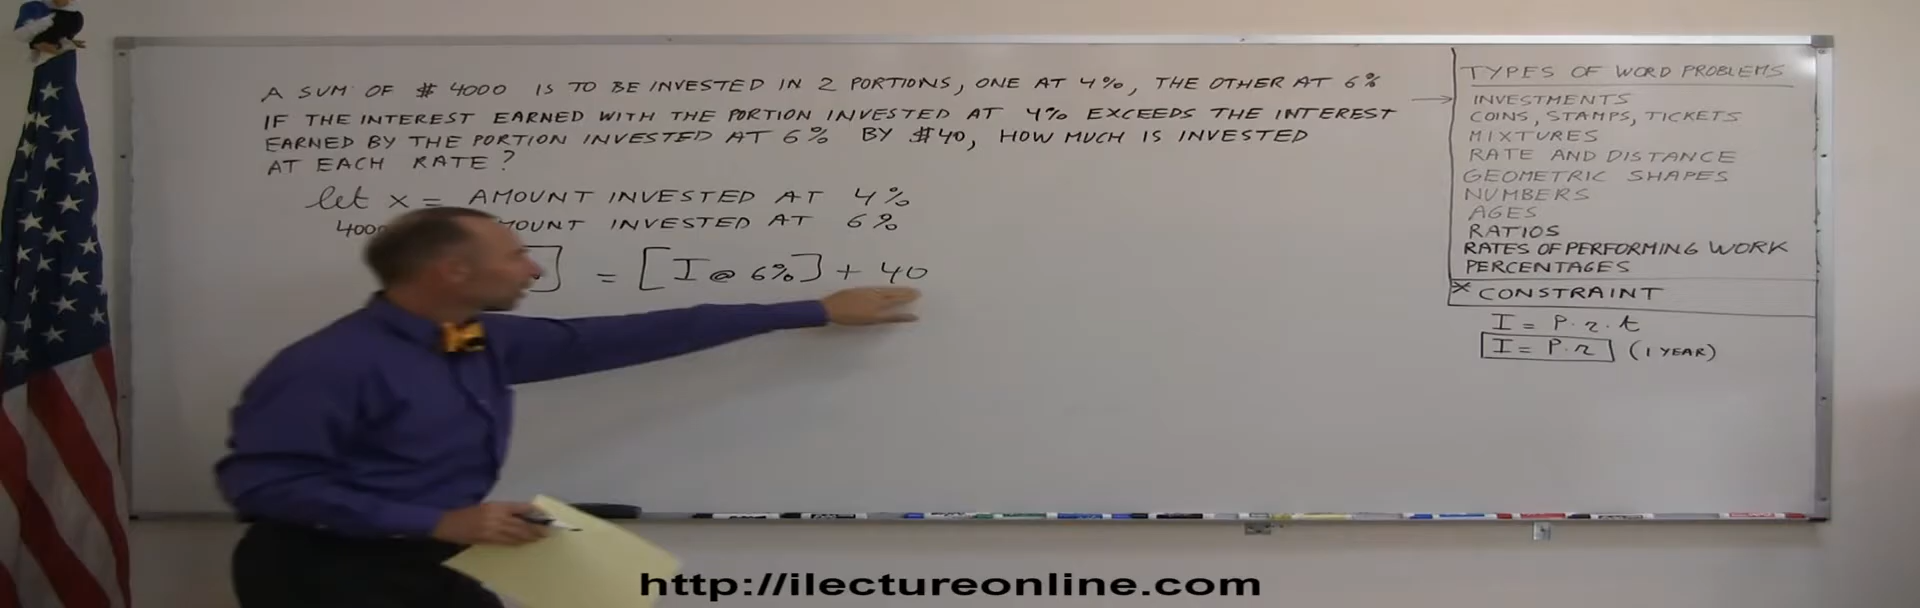 A SUM OF $ 4000 IS TO BE INVESTED IN 2 PORTIONS, ONE AT 4%, THE OTHER AT 6%
IF THE INTEREST EARNED WITH THE PORTION INVESTED AT 4% EXCEEDS THE INTEREST
EARNED BY THE PORTION INVESTED AT 6% BY $40, HOW MUCH IS INVESTED
AT EACH RATE?
let x = AMOUNT INVESTED AT 4%
INVESTED AT 6%
] = [I @ 6%] + 40
TYPES OF WORD PROBLEMS
→ INVESTMENTS
COINS, STAMPS, TICKETS
MIXTURES
RATE AND DISTANCE
GEOMETRIC SHAPES
NUMBERS
AGES
RATIOS
RATES OF PERFORMING WORK
PERCENTAGES
* CONSTRAINT
I = P.r.t
I = P.r (1 YEAR)
http://ilectureonline.com